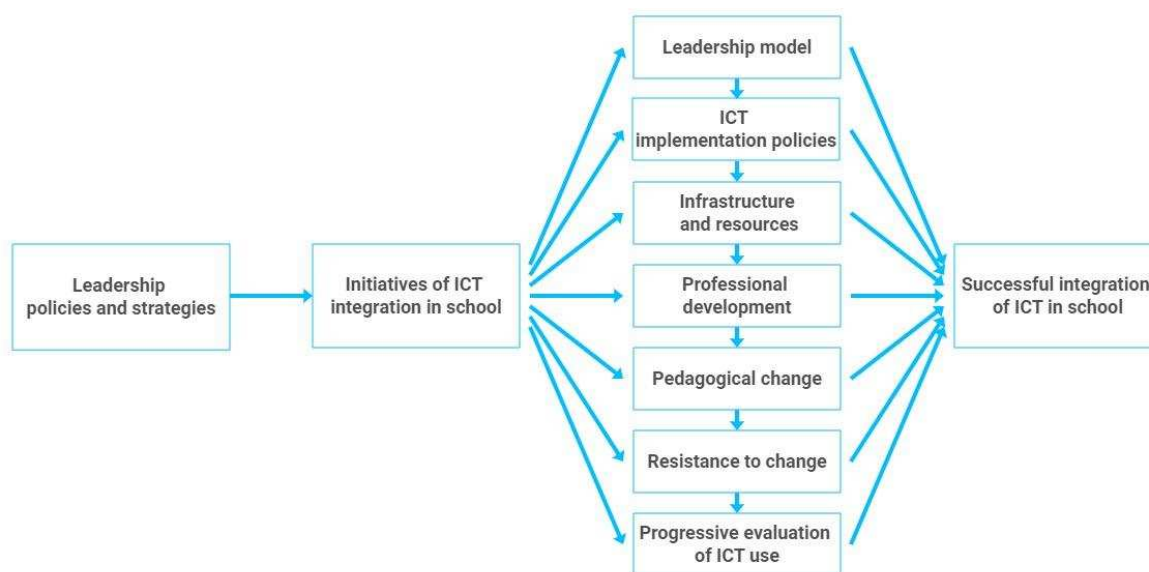 Leadership
policies and strategies
Initiatives of ICT
integration in school
Leadership model
ICT
implementation policies
Infrastructure
and resources
Professional
development
Pedagogical change
Resistance to change
Progressive evaluation
of ICT use
Successful integration
of ICT in school